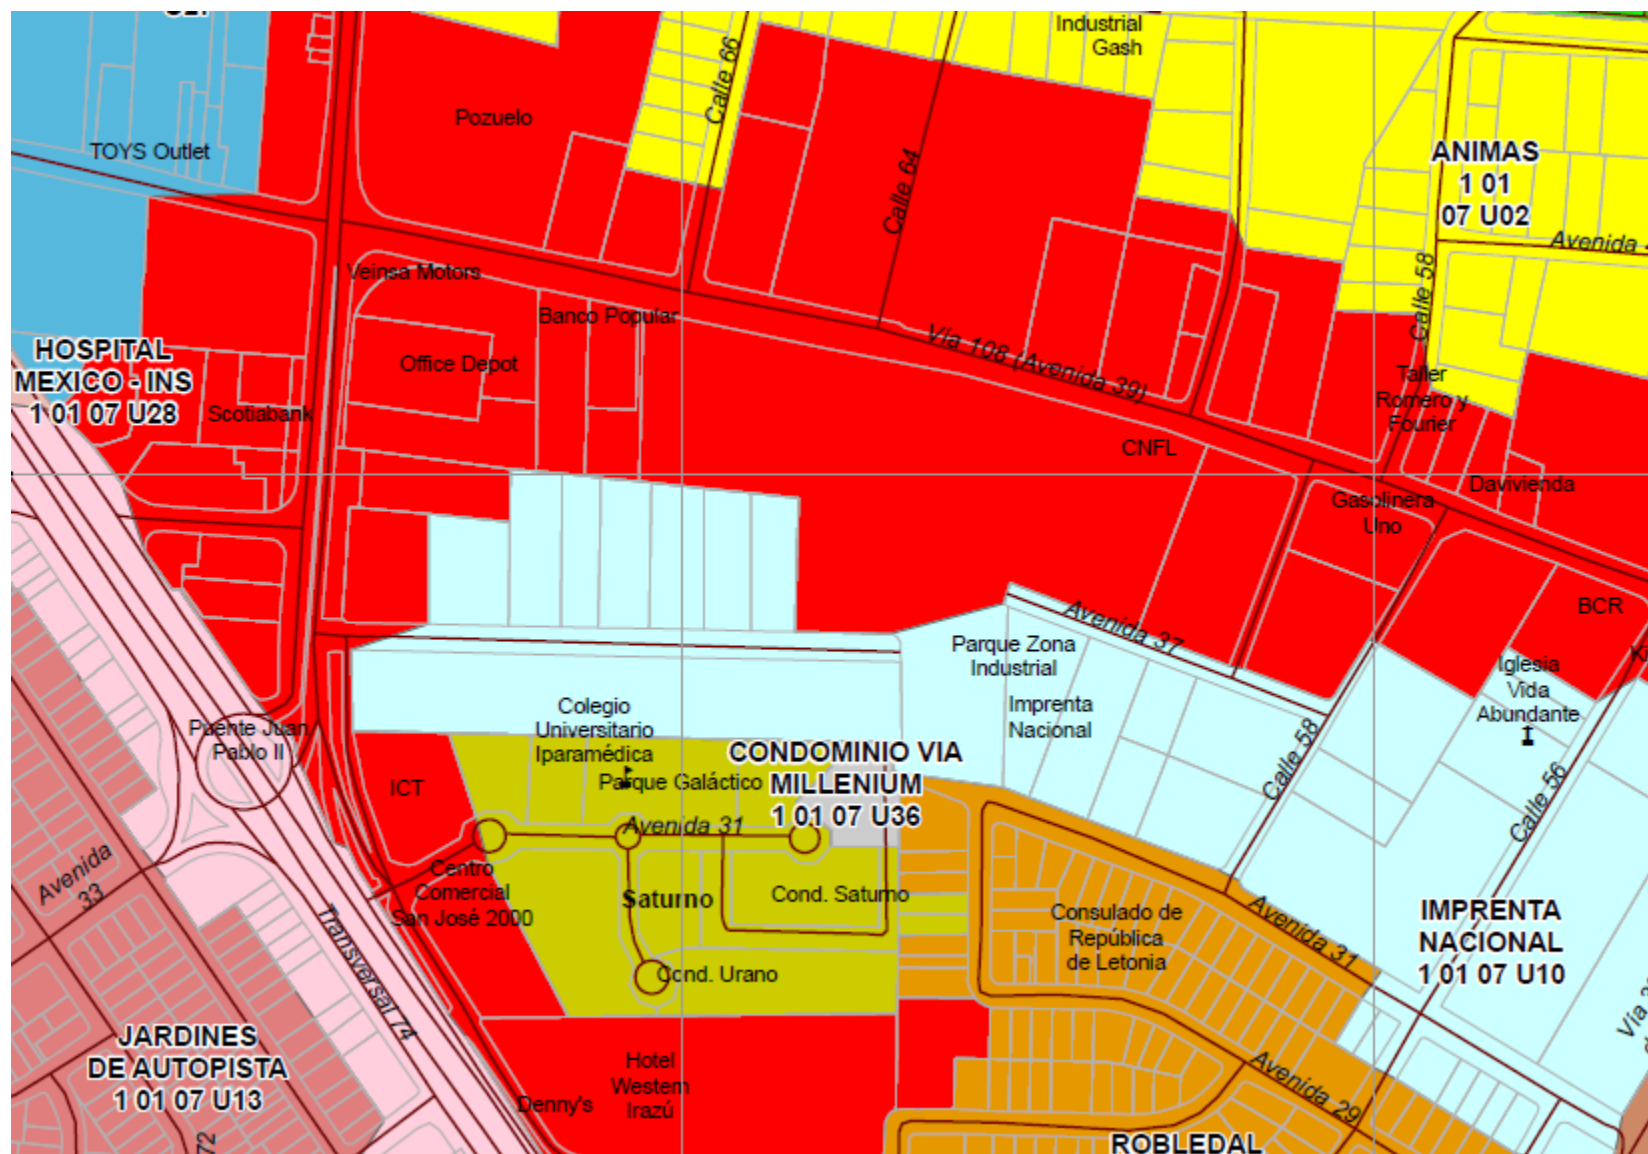 Industrial
Gash
Calle 66
Pozuelo
TOYS Outlet
Calle 64
ANIMAS
1 01
07 U02
Avenida
Calle 58
Veinsa Motors
Banco Popular
Vía 108 (Avenida 39)
HOSPITAL
MEXICO - INS
1 01 07 U28
Office Depot
Scotiabank
Taller
Romero y
Fourier
CNFL
Davivienda
Gasolinera
Uno
BCR
Avenida 37
Parque Zona
Industrial
Imprenta
Nacional
Iglesia
Vida
Abundante
Colegio
Universitario
Iparamédica
Puente Juan
Pablo II
ICT
Parque Galáctico
CONDOMINIO VIA
MILLENIUM
1 01 07 U36
Calle 58
Calle 56
Avenida 31
Avenida
33
Centro
Comercial
San José 2000
Saturno
Cond. Saturno
Consulado de
República
de Letonia
Avenida 31
IMPRENTA
NACIONAL
1 01 07 U10
Transversal 74
Cond. Urano
JARDINES
DE AUTOPISTA
1 01 07 U13
Hotel
Western
Irazú
Denny's
Avenida 29
Vía
72
ROBLEDAL